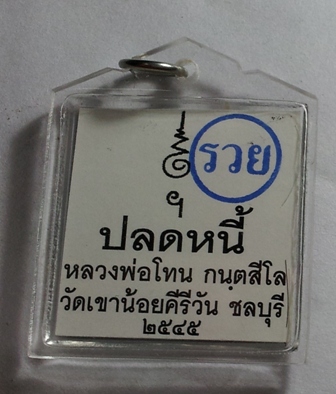 รวย
ฯ
ปลดหนี้
หลวงพ่อโทน กนฺตสีโล
วัดเขาน้อยคีรีวัน ชลบุรี
๒๕๔๕